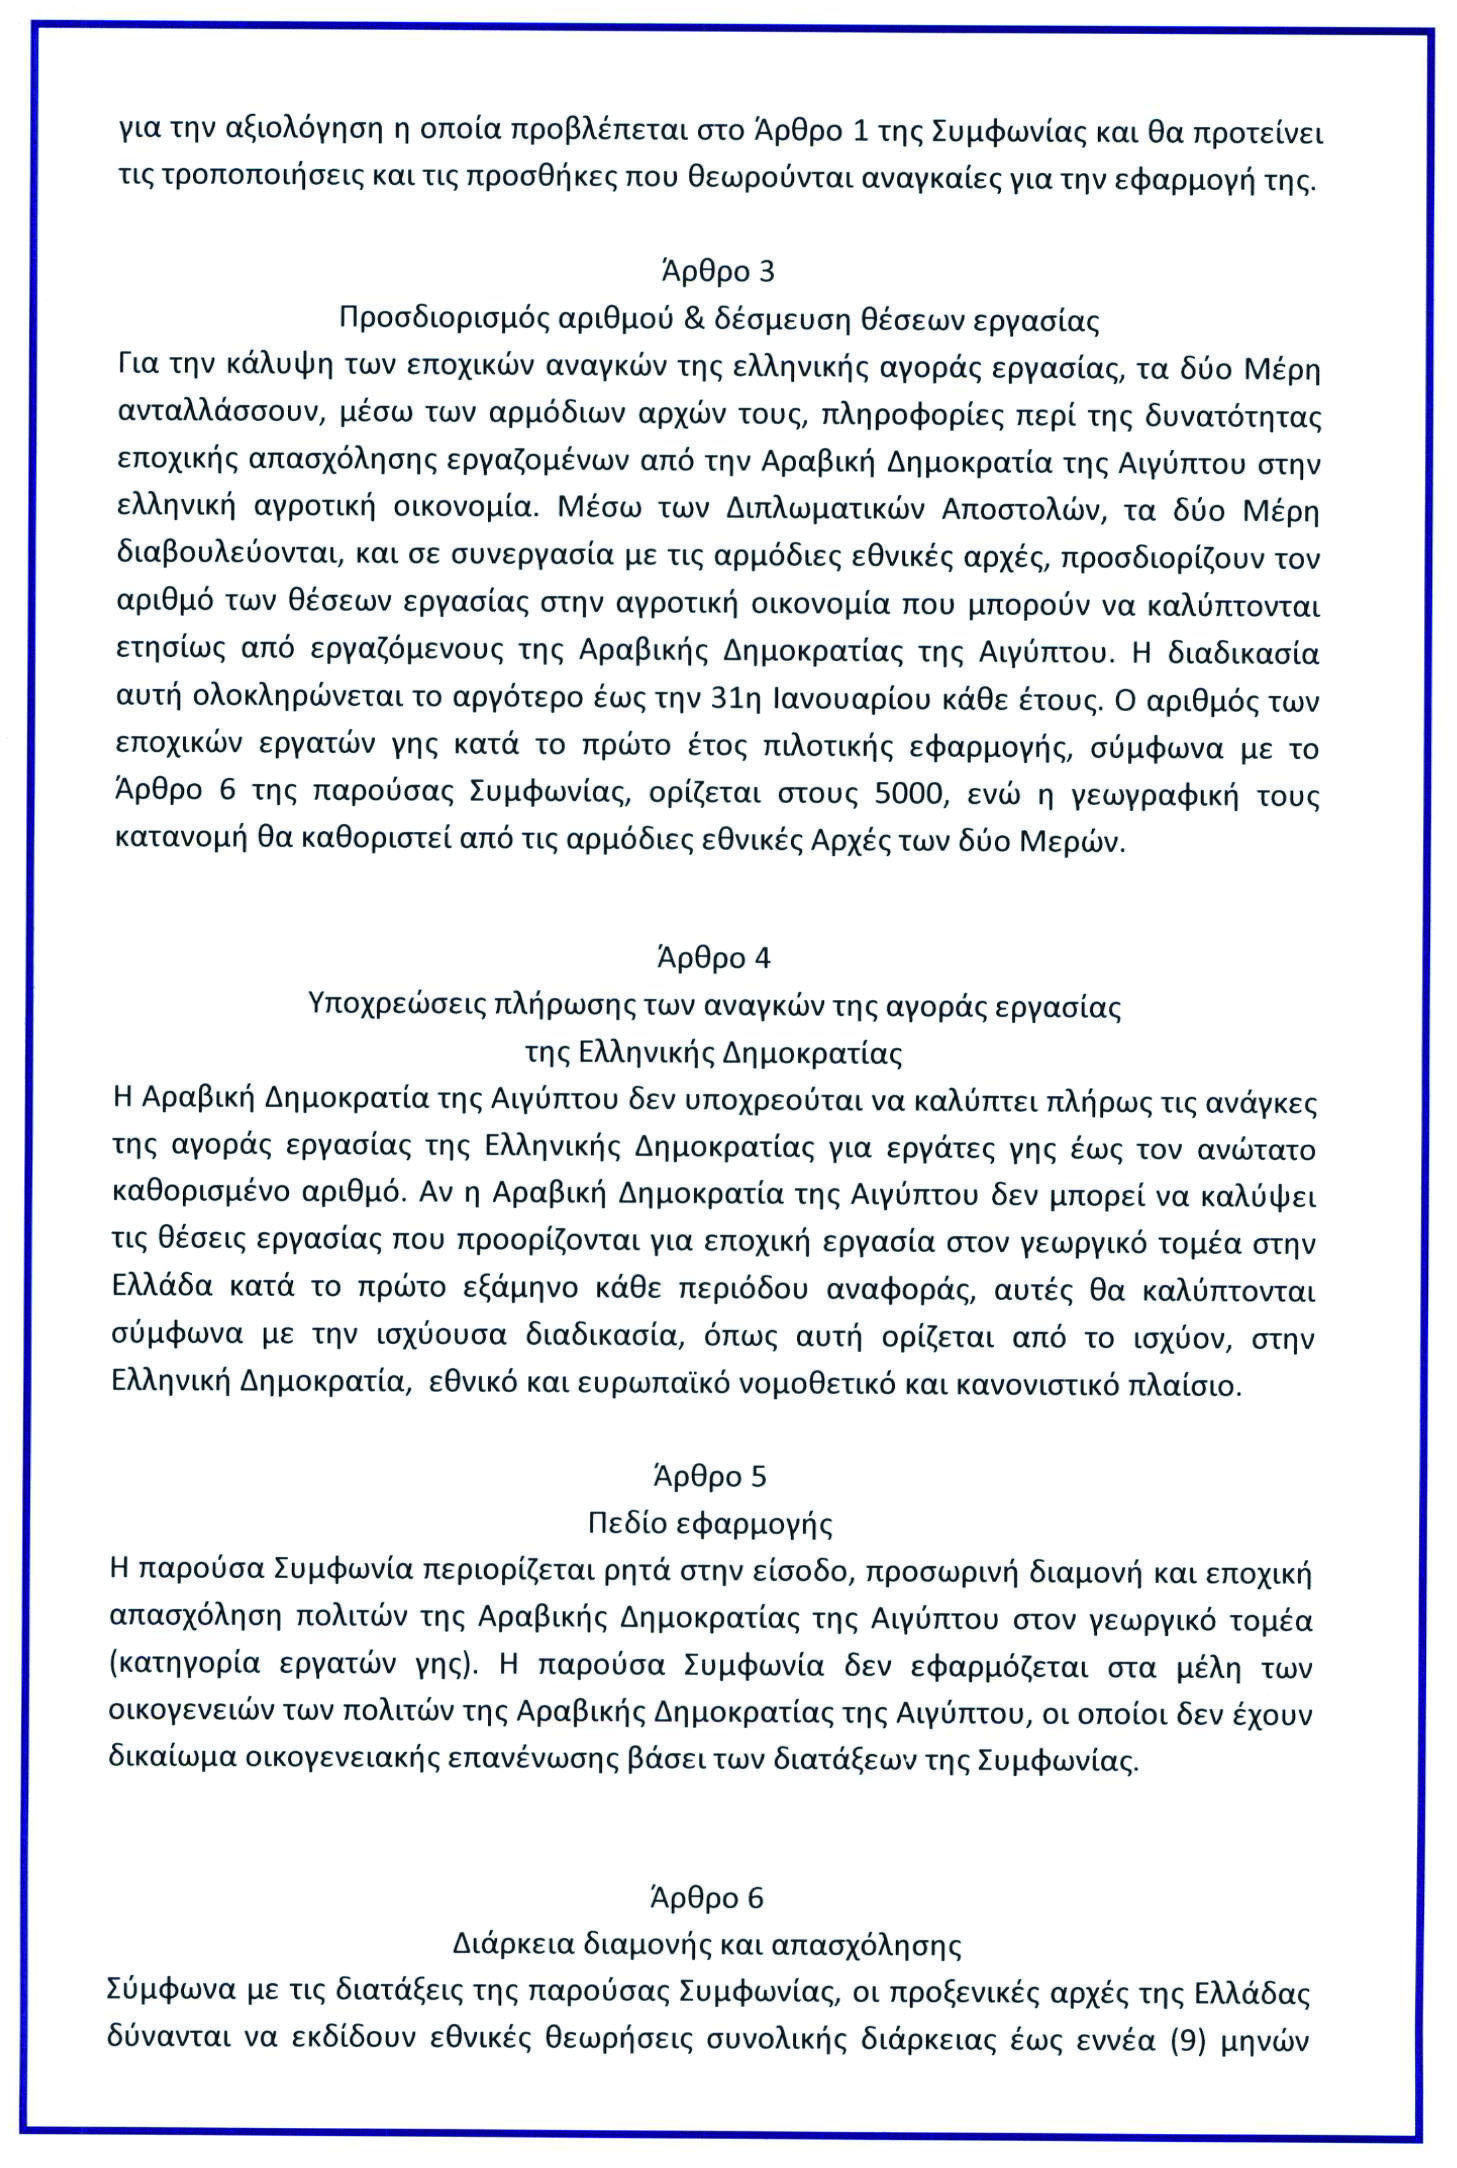 για την αξιολόγηση η οποία προβλέπεται στο Άρθρο 1 της Συμφωνίας και θα προτείνει
τις τροποποιήσεις και τις προσθήκες που θεωρούνται αναγκαίες για την εφαρμογή της.
Άρθρο 3
Προσδιορισμός αριθμού & δέσμευση θέσεων εργασίας
Για την κάλυψη των εποχικών αναγκών της ελληνικής αγοράς εργασίας, τα δύο Μέρη
ανταλλάσσουν, μέσω των αρμόδιων αρχών τους, πληροφορίες περί της δυνατότητας
εποχικής απασχόλησης εργαζομένων από την Αραβική Δημοκρατία της Αιγύπτου στην
ελληνική αγροτική οικονομία. Μέσω των Διπλωματικών Αποστολών, τα δύο Μέρη
διαβουλεύονται, και σε συνεργασία με τις αρμόδιες εθνικές αρχές, προσδιορίζουν τον
αριθμό των θέσεων εργασίας στην αγροτική οικονομία που μπορούν να καλύπτονται
ετησίως από εργαζόμενους της Αραβικής Δημοκρατίας της Αιγύπτου. Η διαδικασία
αυτή ολοκληρώνεται το αργότερο έως την 31η Ιανουαρίου κάθε έτους. Ο αριθμός των
εποχικών εργατών γης κατά το πρώτο έτος πιλοτικής εφαρμογής, σύμφωνα με το
Άρθρο 6 της παρούσας Συμφωνίας, ορίζεται στους 5000, ενώ η γεωγραφική τους
κατανομή θα καθοριστεί από τις αρμόδιες εθνικές Αρχές των δύο Μερών.
Άρθρο 4
Υποχρεώσεις πλήρωσης των αναγκών της αγοράς εργασίας
της Ελληνικής Δημοκρατίας
Η Αραβική Δημοκρατία της Αιγύπτου δεν υποχρεούται να καλύπτει πλήρως τις ανάγκες
της αγοράς εργασίας της Ελληνικής Δημοκρατίας για εργάτες γης έως τον ανώτατο
καθορισμένο αριθμό. Αν η Αραβική Δημοκρατία της Αιγύπτου δεν μπορεί να καλύψει
τις θέσεις εργασίας που προορίζονται για εποχική εργασία στον γεωργικό τομέα στην
Ελλάδα κατά το πρώτο εξάμηνο κάθε περιόδου αναφοράς, αυτές θα καλύπτονται
σύμφωνα με την ισχύουσα διαδικασία, όπως αυτή ορίζεται από το ισχύον, στην
Ελληνική Δημοκρατία, εθνικό και ευρωπαϊκό νομοθετικό και κανονιστικό πλαίσιο.
Άρθρο 5
Πεδίο εφαρμογής
Η παρούσα Συμφωνία περιορίζεται ρητά στην είσοδο, προσωρινή διαμονή και εποχική
απασχόληση πολιτών της Αραβικής Δημοκρατίας της Αιγύπτου στον γεωργικό τομέα
(κατηγορία εργατών γης). Η παρούσα Συμφωνία δεν εφαρμόζεται στα μέλη των
οικογενειών των πολιτών της Αραβικής Δημοκρατίας της Αιγύπτου, οι οποίοι δεν έχουν
δικαίωμα οικογενειακής επανένωσης βάσει των διατάξεων της Συμφωνίας.
Άρθρο 6
Διάρκεια διαμονής και απασχόλησης
Σύμφωνα με τις διατάξεις της παρούσας Συμφωνίας, οι προξενικές αρχές της Ελλάδας
δύνανται να εκδίδουν εθνικές θεωρήσεις συνολικής διάρκειας έως εννέα (9) μηνών